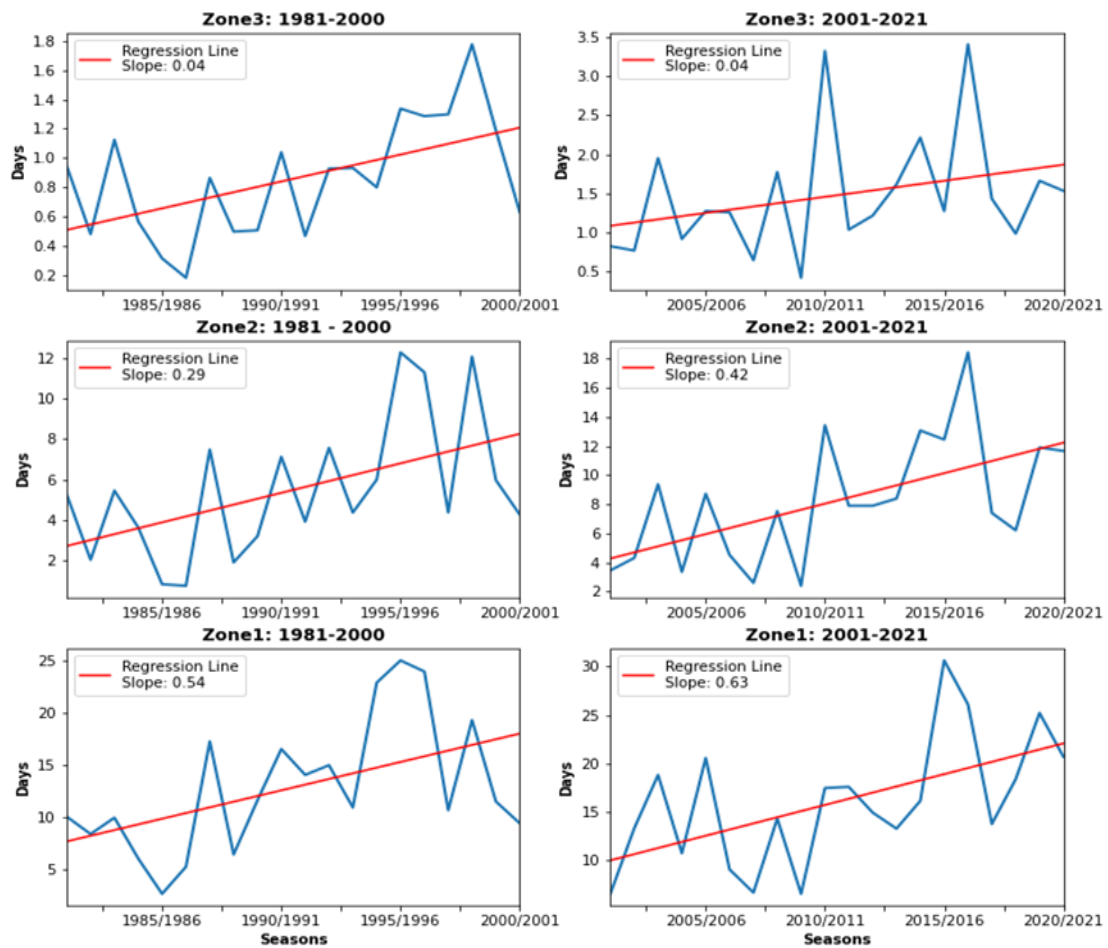 Zone3: 1981-2000
Regression Line
Slope: 0.04
Days
1.8
1.6
1.4
1.2
1.0
0.8
0.6
0.4
0.2
1985/1986 1990/1991 1995/1996 2000/2001
Zone3: 2001-2021
Regression Line
Slope: 0.04
Days
3.5
3.0
2.5
2.0
1.5
1.0
0.5
2005/2006 2010/2011 2015/2016 2020/2021
Zone2: 1981 - 2000
Regression Line
Slope: 0.29
Days
12
10
8
6
4
2
1985/1986 1990/1991 1995/1996 2000/2001
Zone2: 2001-2021
Regression Line
Slope: 0.42
Days
18
16
14
12
10
8
6
4
2
2005/2006 2010/2011 2015/2016 2020/2021
Zone1: 1981-2000
Regression Line
Slope: 0.54
Days
25
20
15
10
5
1985/1986 1990/1991 1995/1996 2000/2001
Seasons
Zone1: 2001-2021
Regression Line
Slope: 0.63
Days
30
25
20
15
10
2005/2006 2010/2011 2015/2016 2020/2021
Seasons